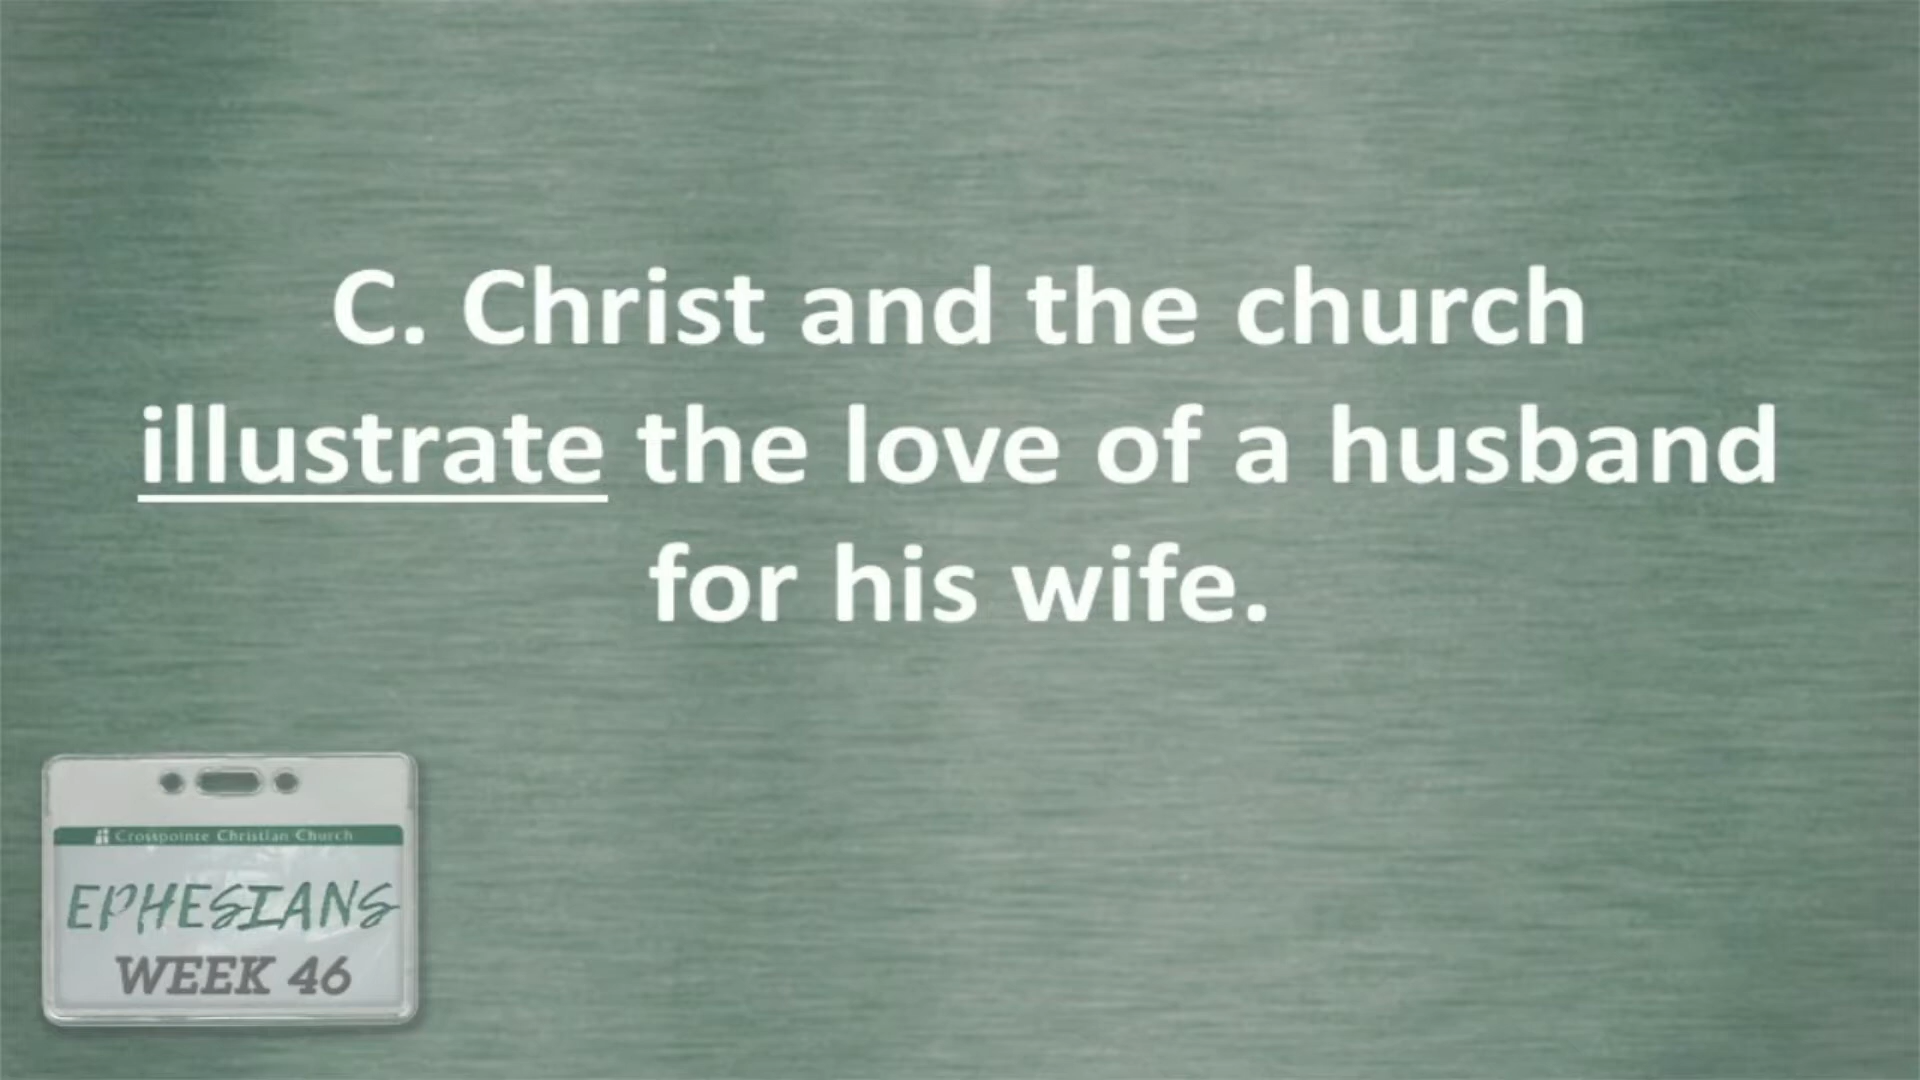 C. Christ and the church
illustrate the love of a husband
for his wife.
Crosspointe Christian Church
EPHESIANS
WEEK 46